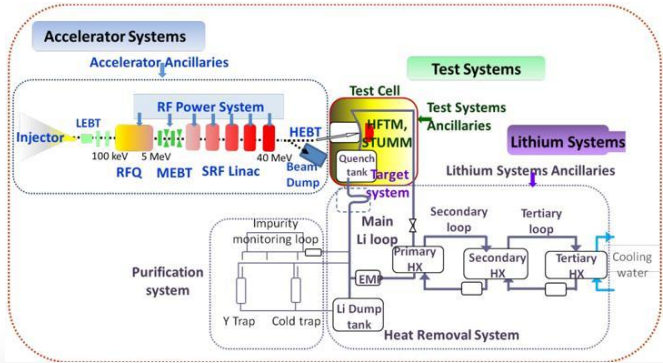 Accelerator Systems
Accelerator Ancillaries
RF Power System
Injector
LEBT
100 keV
RFQ
5 MeV
MEBT
SRF Linac
40 MeV
HEBT
Beam
Dump
Test Systems
Test Cell
Test Systems
Ancillaries
HFTM,
STUMM
Quench
tank
Target
system
Lithium Systems
Lithium Systems Ancillaries
Main
Li loop
Secondary
loop
Tertiary
loop
Primary
HX
Secondary
HX
Tertiary
HX
Cooling
water
EMP
Li Dump
tank
Heat Removal System
Impurity
monitoring loop
Purification
system
Y Trap
Cold trap